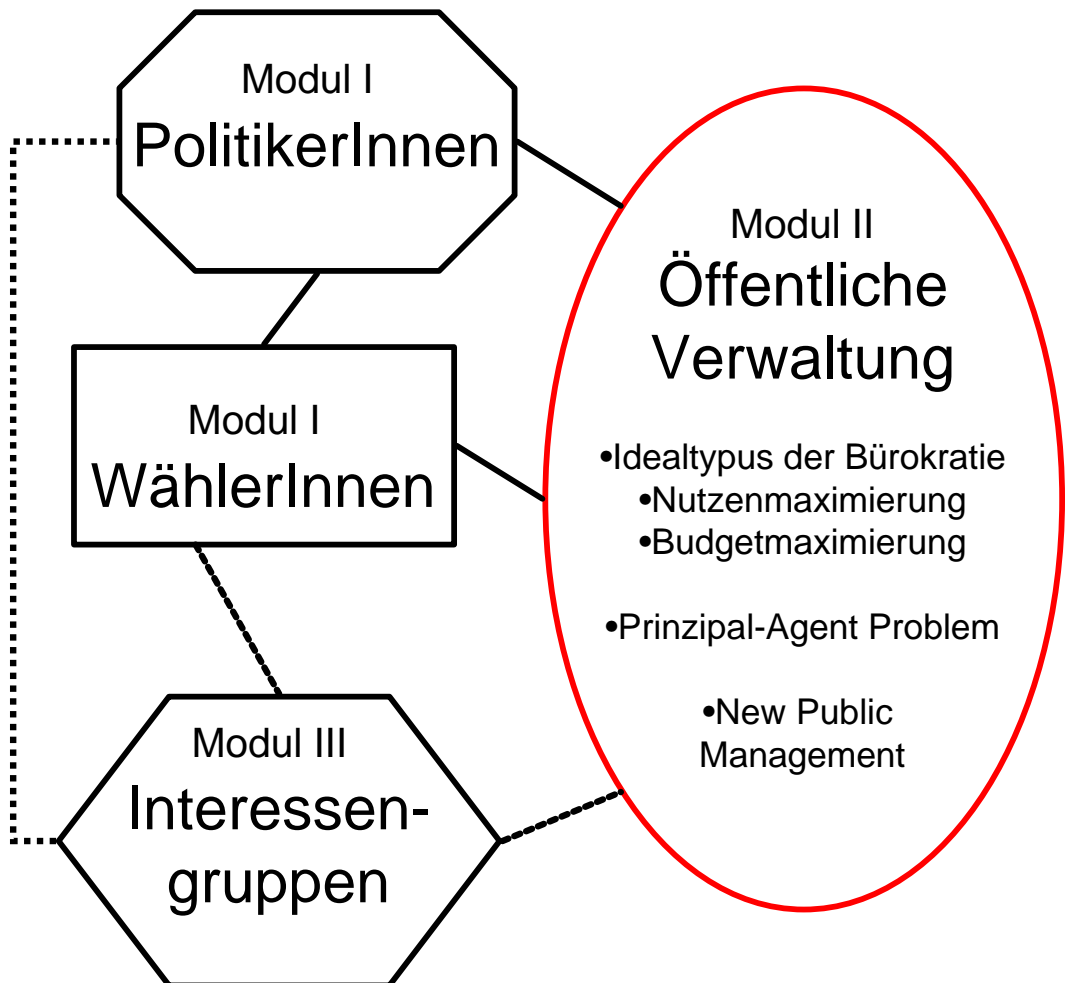 Modul I
PolitikerInnen
Modul I
WählerInnen
Modul III
Interessen-
gruppen
Modul II
Öffentliche
Verwaltung
•Idealtypus der Bürokratie
•Nutzenmaximierung
•Budgetmaximierung
•Prinzipal-Agent Problem
•New Public
Management